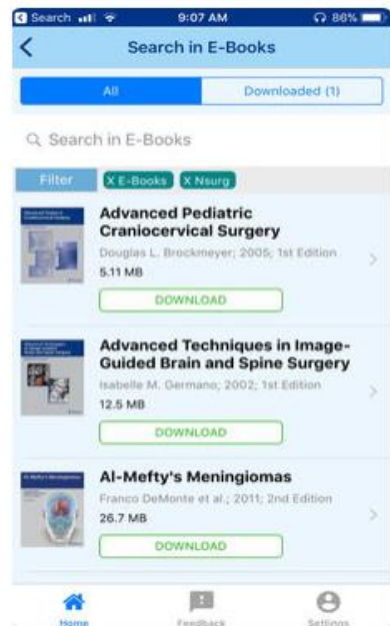 Search
9:07 AM
86%
Search in E-Books
All
Downloaded (1)
Search in E-Books
Filter
X E-Books
X Nsurg
Advanced Pediatric
Craniocervical Surgery
Douglas L. Brockmeyer; 2005; 1st Edition
5.11 MB
DOWNLOAD
Advanced Techniques in Image-
Guided Brain and Spine Surgery
Isabelle M. Germano; 2002; 1st Edition
12.5 MB
DOWNLOAD
Al-Mefty's Meningiomas
Franco DeMonte et al.; 2011; 2nd Edition
26.7 MB
DOWNLOAD
Home
Feedback
Settings